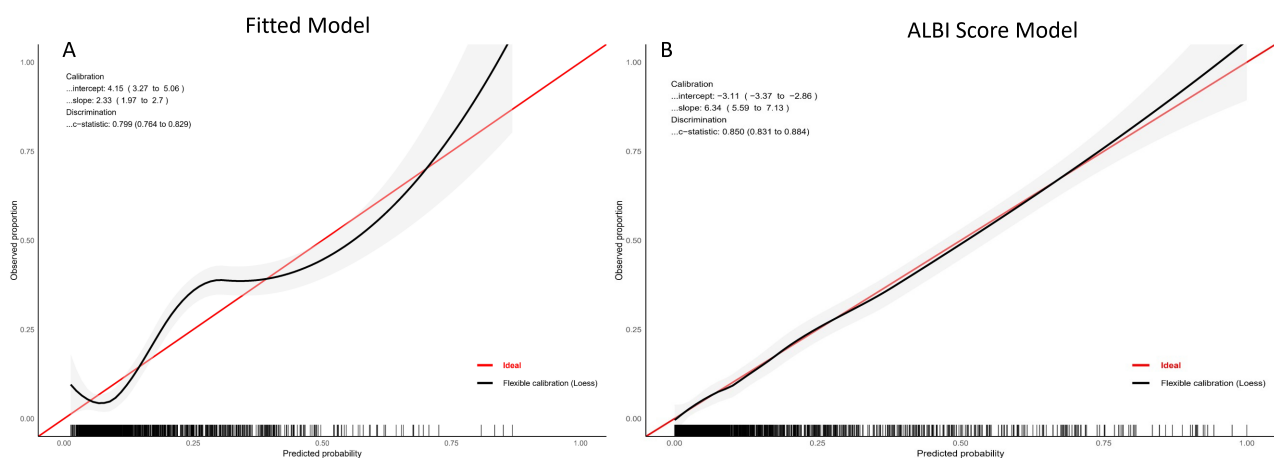 Fitted Model
A
Calibration
...intercept: 4.15 ( 3.27 to 5.06 )
...slope: 2.33 ( 1.97 to 2.7 )
Discrimination
...c−statistic: 0.799 (0.764 to 0.829)
1.00
0.75
0.50
0.25
0.00
Observed proportion
Ideal
Flexible calibration (Loess)
0.00 0.25 0.50 0.75 1.00
Predicted probability
ALBI Score Model
B
Calibration
...intercept: −3.11 ( −3.37 to −2.86 )
...slope: 6.34 ( 5.59 to 7.13 )
Discrimination
...c−statistic: 0.850 (0.831 to 0.884)
1.00
0.75
0.50
0.25
0.00
Observed proportion
Ideal
Flexible calibration (Loess)
0.00 0.25 0.50 0.75 1.00
Predicted probability